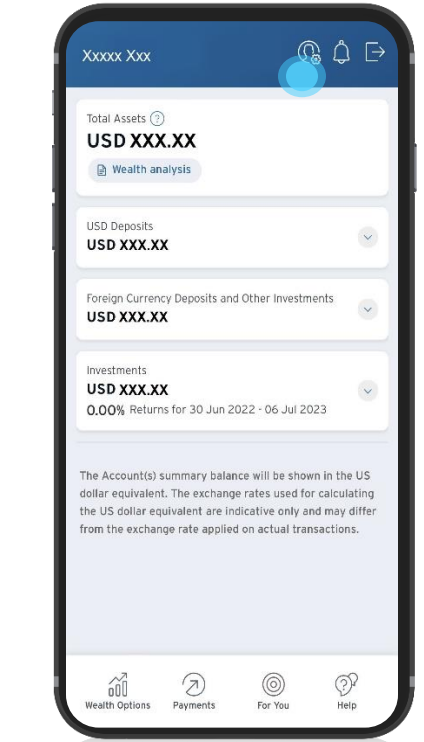 Xxxxx Xxx
Total Assets ?
USD XXX.XX
Wealth analysis
USD Deposits
USD XXX.XX
Foreign Currency Deposits and Other Investments
USD XXX.XX
Investments
USD XXX.XX
0.00% Returns for 30 Jun 2022 - 06 Jul 2023
The Account(s) summary balance will be shown in the US
dollar equivalent. The exchange rates used for calculating
the US dollar equivalent are indicative only and may differ
from the exchange rate applied on actual transactions.
Wealth Options Payments For You Help